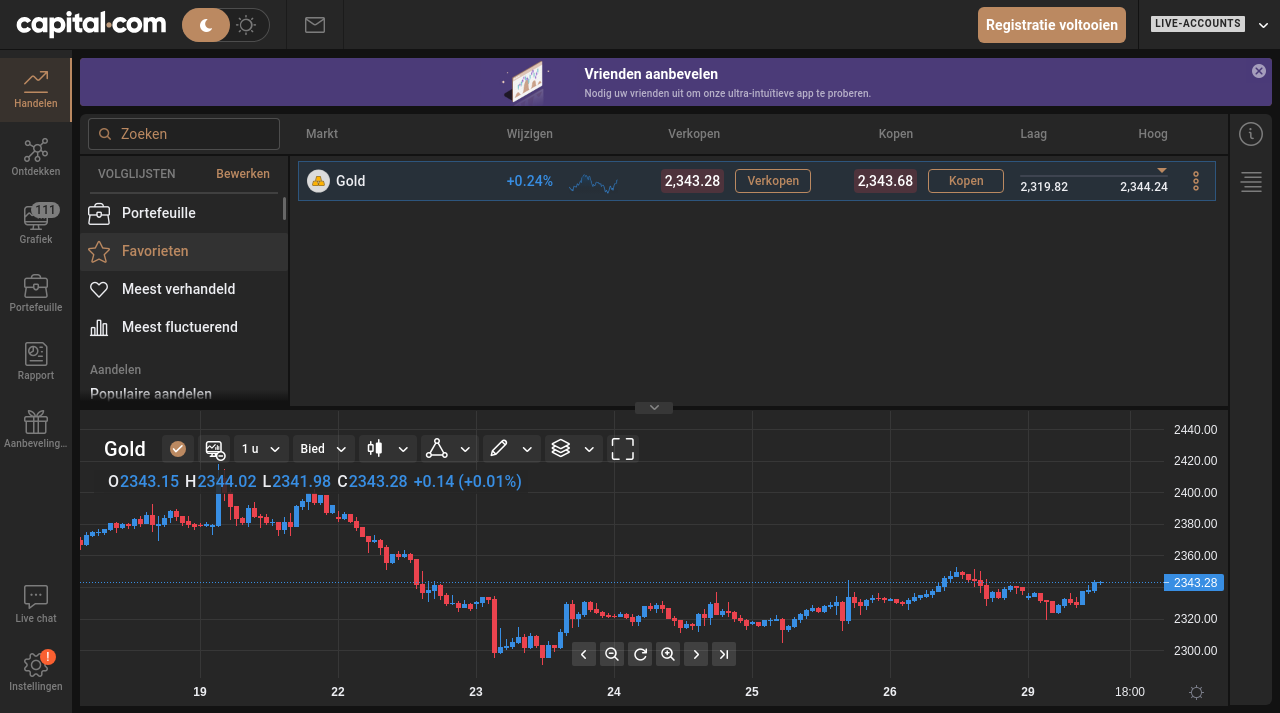 capital.com
Registratie voltooien
LIVE-ACCOUNTS
Handelen
Ontdekken
111
Grafiek
Portefeuille
Rapport
Aanbeveling...
Live chat
!
Instellingen
Vrienden aanbevelen
Nodig uw vrienden uit om onze ultra-intuïtieve app te proberen.
Zoeken
VOLGLIJSTEN Bewerken
Portefeuille
Favorieten
Meest verhandeld
Meest fluctuerend
Aandelen
Populaire aandelen
Markt Wijzigen Verkopen Kopen Laag Hoog
Gold +0.24% 2,343.28 Verkopen 2,343.68 Kopen 2,319.82 2,344.24
Gold 1 u Bied
O2343.15 H2344.02 L2341.98 C2343.28 +0.14 (+0.01%)
2440.00
2420.00
2400.00
2380.00
2360.00
2343.28
2320.00
2300.00
19 22 23 24 25 26 29 18:00